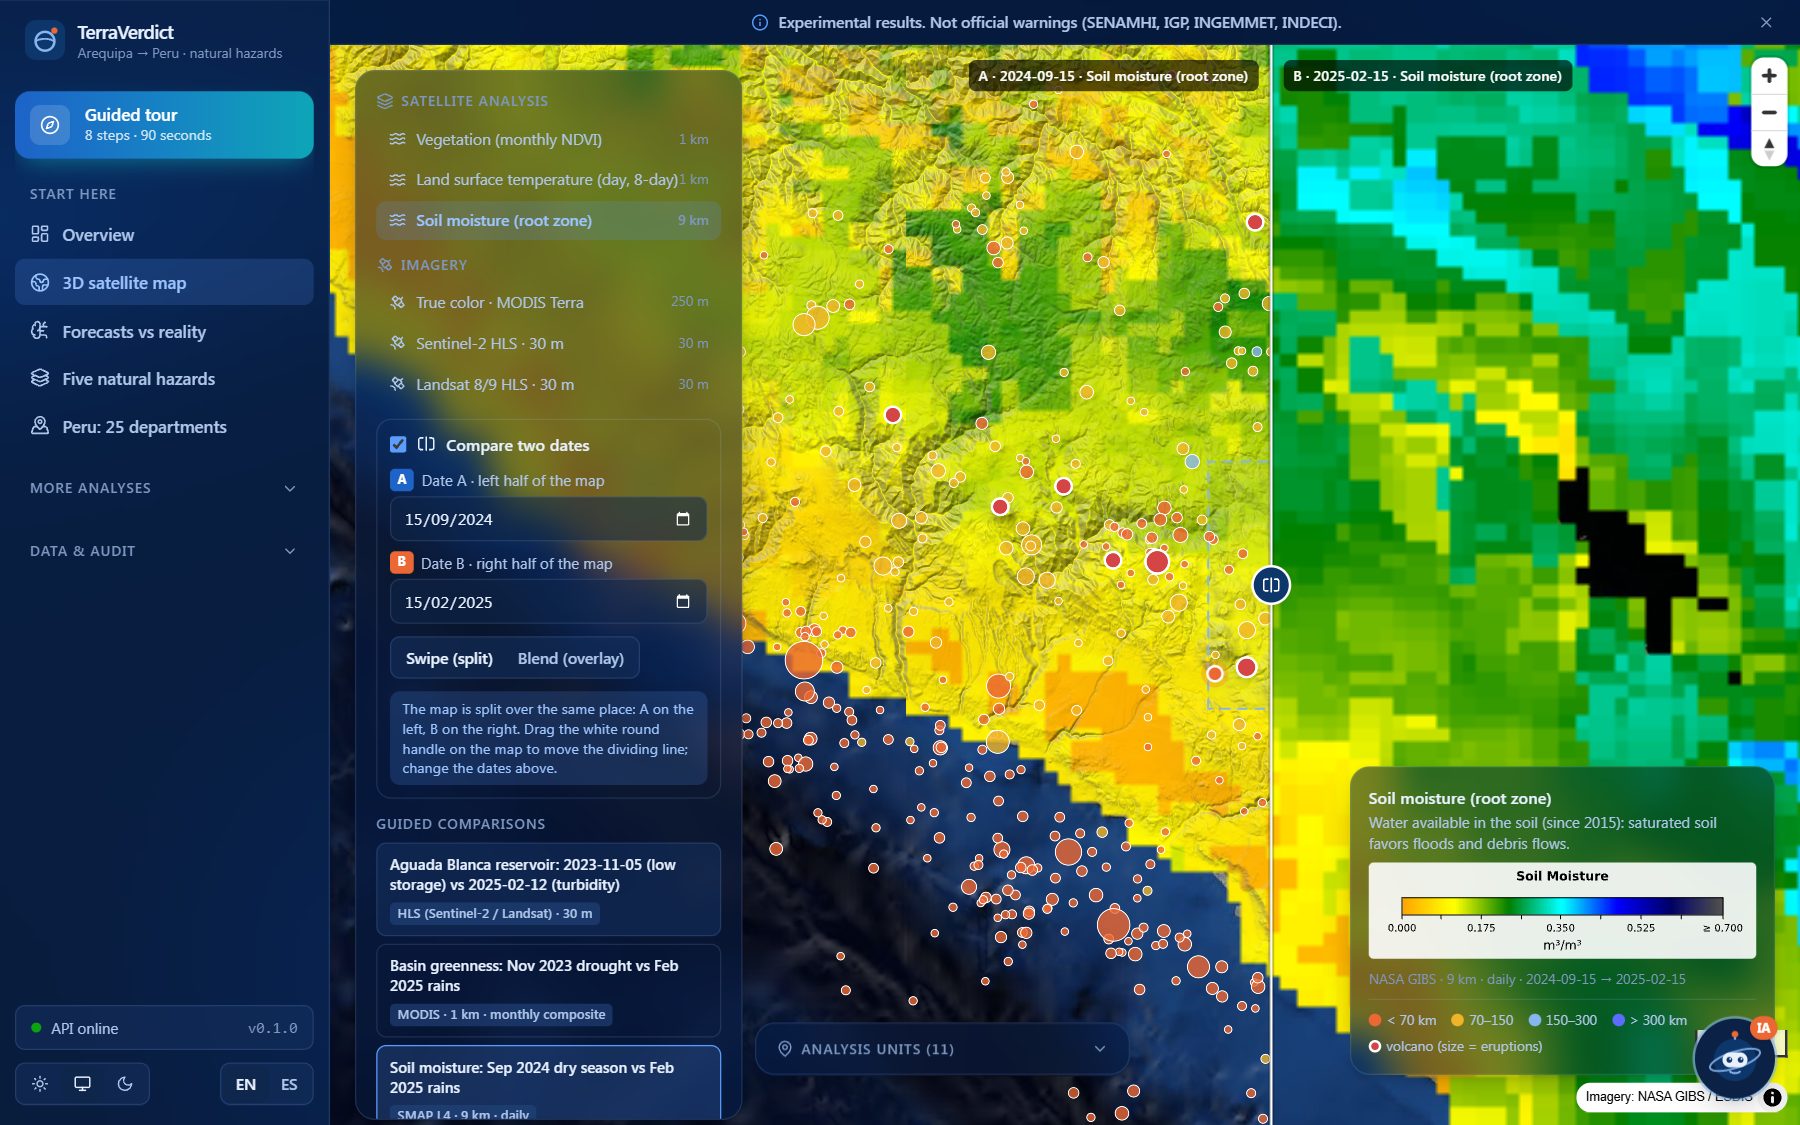 TerraVerdict
Arequipa → Peru · natural hazards
Guided tour
8 steps · 90 seconds
START HERE
Overview
3D satellite map
Forecasts vs reality
Five natural hazards
Peru: 25 departments
MORE ANALYSES
DATA & AUDIT
API online v0.1.0
EN ES
Experimental results. Not official warnings (SENAMHI, IGP, INGEMMET, INDECI).
SATELLITE ANALYSIS
Vegetation (monthly NDVI) 1 km
Land surface temperature (day, 8-day) 1 km
Soil moisture (root zone) 9 km
IMAGERY
True color · MODIS Terra 250 m
Sentinel-2 HLS · 30 m 30 m
Landsat 8/9 HLS · 30 m 30 m
Compare two dates
A Date A · left half of the map
15/09/2024
B Date B · right half of the map
15/02/2025
Swipe (split) Blend (overlay)
The map is split over the same place: A on the
left, B on the right. Drag the white round
handle on the map to move the dividing line;
change the dates above.
GUIDED COMPARISONS
Aguada Blanca reservoir: 2023-11-05 (low
storage) vs 2025-02-12 (turbidity)
HLS (Sentinel-2 / Landsat) · 30 m
Basin greenness: Nov 2023 drought vs Feb
2025 rains
MODIS · 1 km · monthly composite
Soil moisture: Sep 2024 dry season vs Feb
2025 rains
SMAP L4 · 9 km · daily
A · 2024-09-15 · Soil moisture (root zone)
B · 2025-02-15 · Soil moisture (root zone)
ANALYSIS UNITS (11)
Soil moisture (root zone)
Water available in the soil (since 2015): saturated soil
favors floods and debris flows.
Soil Moisture
0.000 0.175 0.350 0.525 ≥ 0.700
m³/m³
NASA GIBS · 9 km · daily · 2024-09-15 → 2025-02-15
< 70 km 70–150 150–300 > 300 km
volcano (size = eruptions)
IA
Imagery: NASA GIBS /